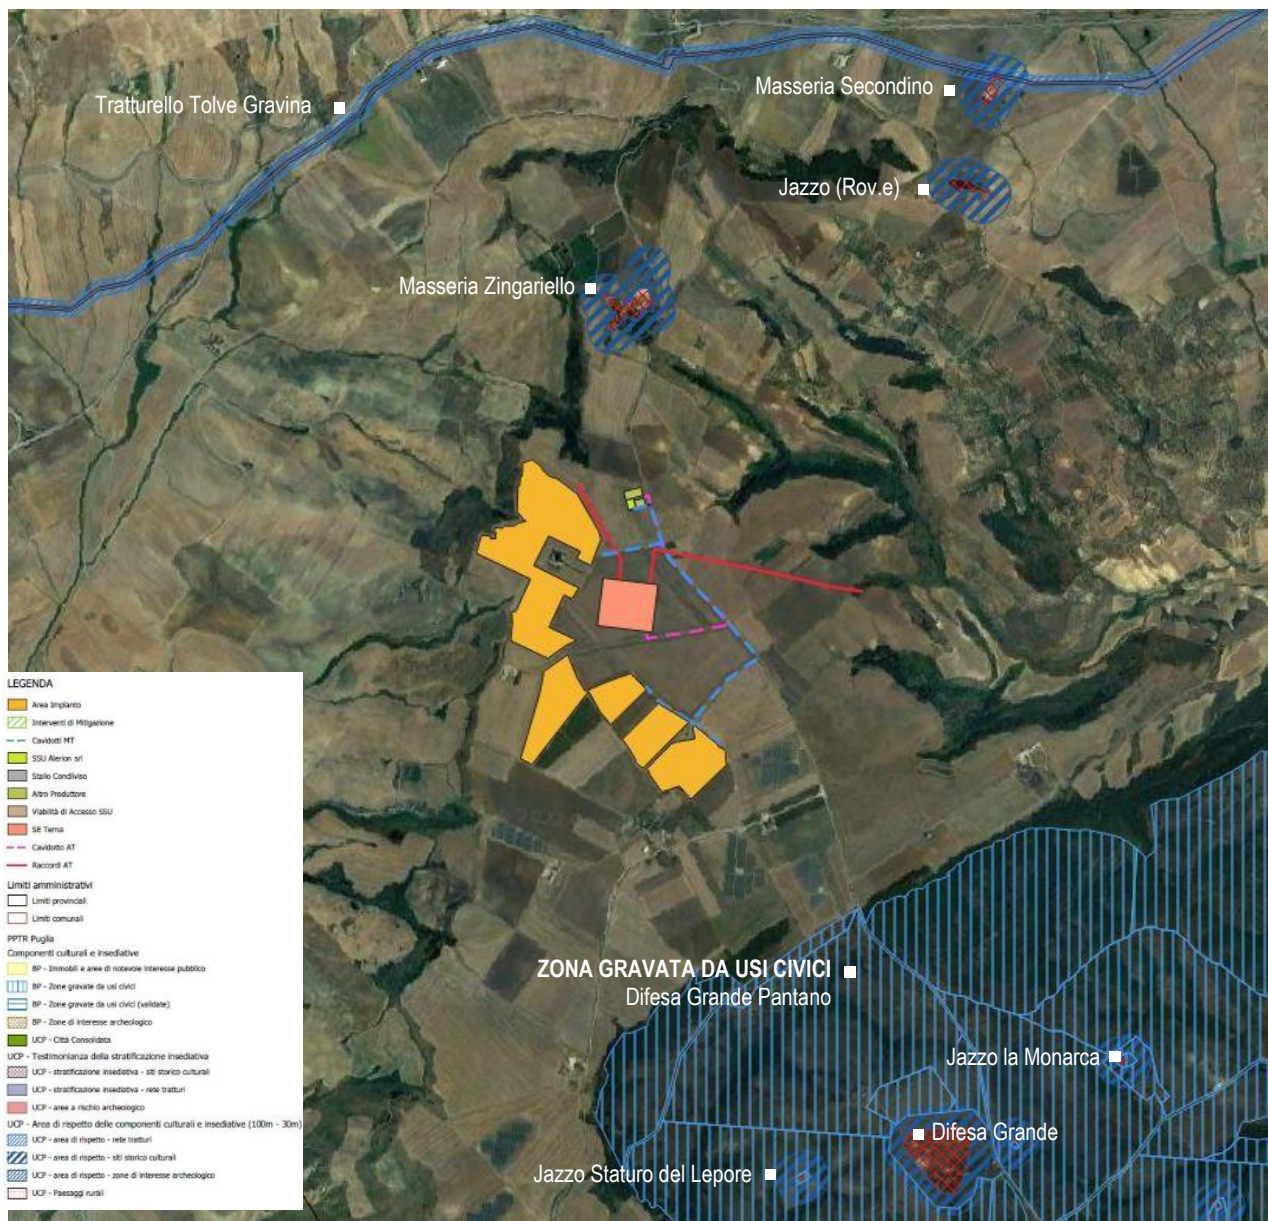 Masseria Secondino
Tratturello Tolve Gravina
Jazzo (Rov.e)
Masseria Zingariello
LEGENDA
Area Impianto
Interventi di Mitigazione
Cavidotti MT
SSU Alerion srl
Stallo Condiviso
Altro Produttore
Viabilità di Accesso SSU
SE Terna
Cavidotto AT
Raccordi AT
Limiti amministrativi
Limiti provinciali
Limiti comunali
PPTR Puglia
Componenti culturali e insediative
BP - Immobili e aree di notevole interesse pubblico
BP - Zone gravate da usi civici
BP - Zone gravate da usi civici (validate)
BP - Zone di interesse archeologico
UCP - Città Consolidata
UCP - Testimonianza della stratificazione insediativa
UCP - stratificazione insediativa - siti storico culturali
UCP - stratificazione insediativa - rete tratturi
UCP - aree a rischio archeologico
UCP - Area di rispetto delle componenti culturali e insediative (100m - 30m)
UCP - area di rispetto - rete tratturi
UCP - area di rispetto - siti storico culturali
UCP - area di rispetto - zone di interesse archeologico
UCP - Paesaggi rurali
ZONA GRAVATA DA USI CIVICI
Difesa Grande Pantano
Jazzo la Monarca
Difesa Grande
Jazzo Staturo del Lepore